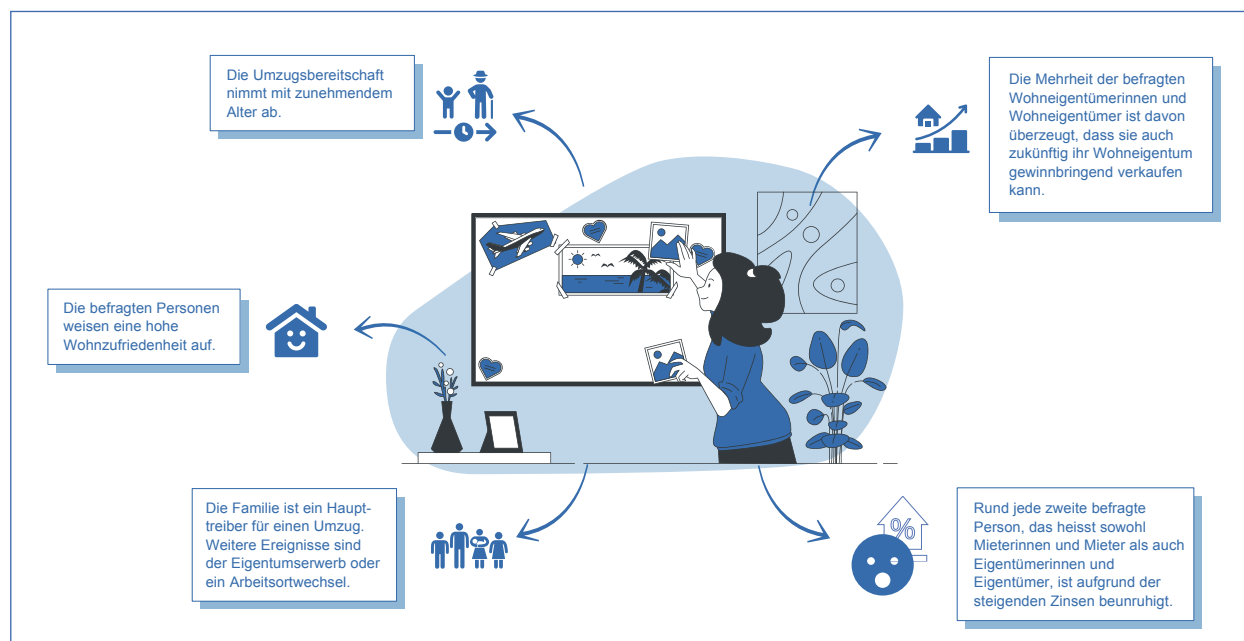 Die Umzugsbereitschaft
nimmt mit zunehmendem
Alter ab.
Die Mehrheit der befragten
Wohneigentümerinnen und
Wohneigentümer ist davon
überzeugt, dass sie auch
zukünftig ihr Wohneigentum
gewinnbringend verkaufen
kann.
Die befragten Personen
weisen eine hohe
Wohnzufriedenheit auf.
Die Familie ist ein Haupt-
treiber für einen Umzug.
Weitere Ereignisse sind
der Eigentumserwerb oder
ein Arbeitsortwechsel.
%
Rund jede zweite befragte
Person, das heisst sowohl
Mieterinnen und Mieter als auch
Eigentümerinnen und
Eigentümer, ist aufgrund der
steigenden Zinsen beunruhigt.